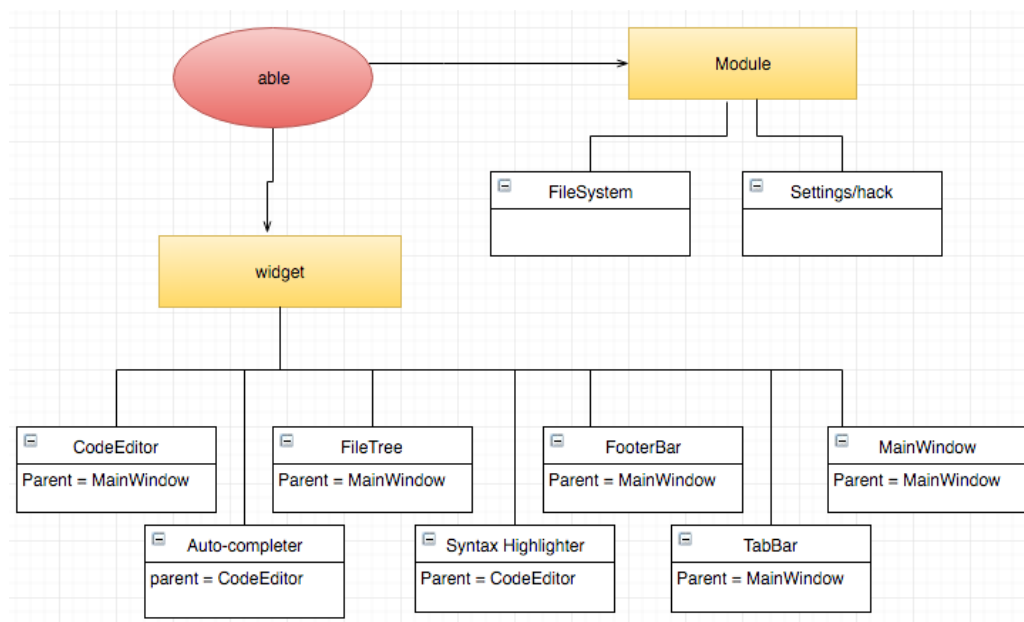 able
Module
FileSystem
Settings/hack
widget
CodeEditor
Parent = MainWindow
FileTree
Parent = MainWindow
FooterBar
Parent = MainWindow
MainWindow
Parent = MainWindow
Auto-completer
parent = CodeEditor
Syntax Highlighter
Parent = CodeEditor
TabBar
Parent = MainWindow